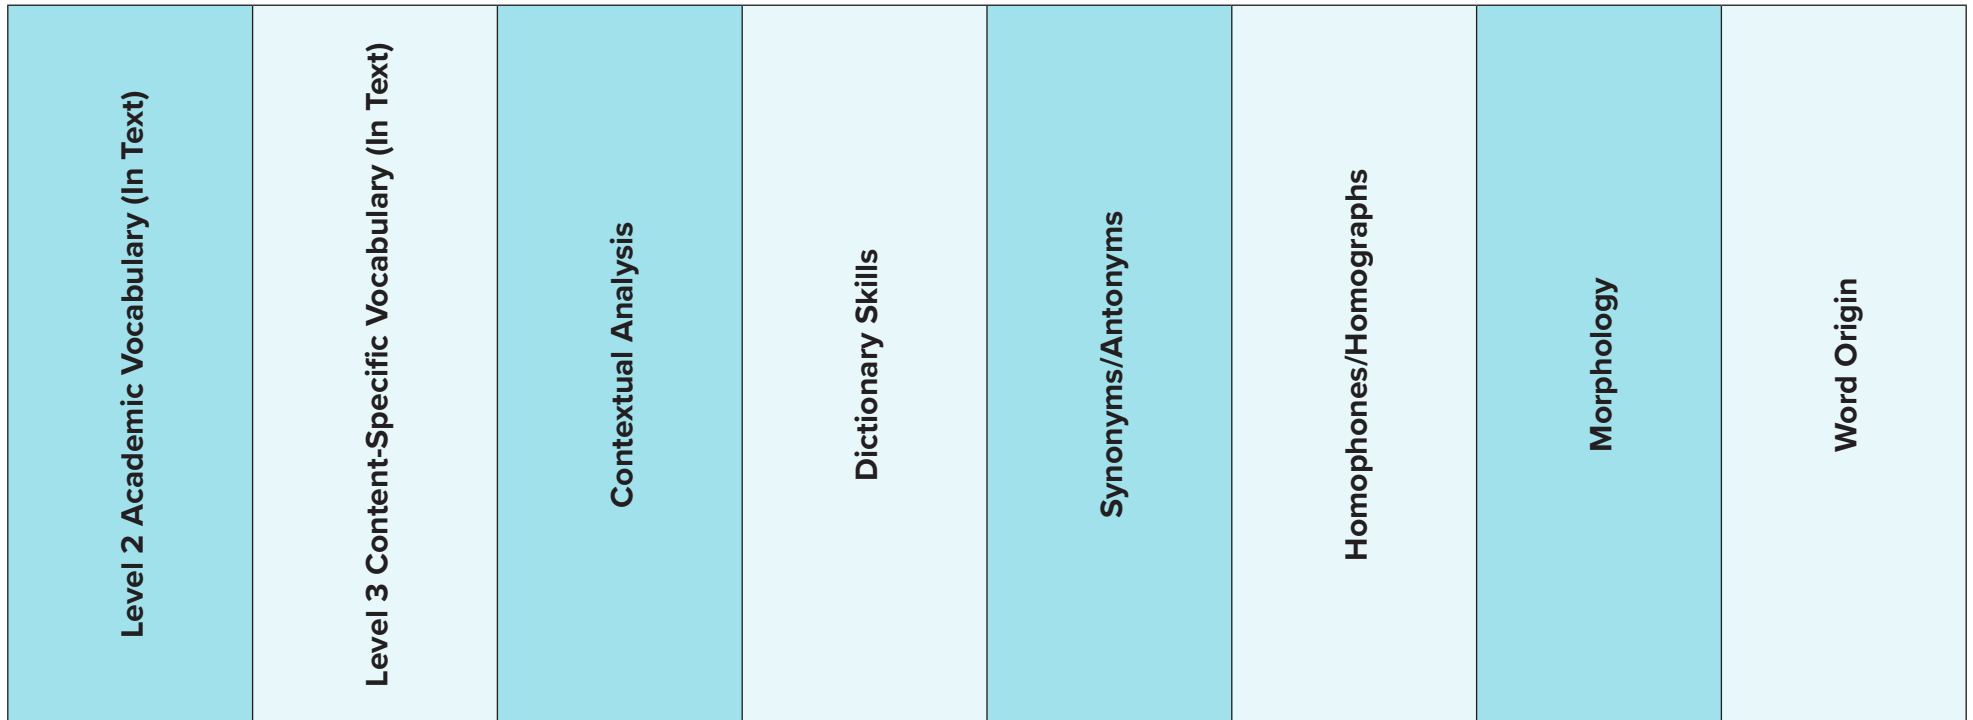 Level 2 Academic Vocabulary (In Text)
Level 3 Content-Specific Vocabulary (In Text)
Contextual Analysis
Dictionary Skills
Synonyms/Antonyms
Homophones/Homographs
Morphology
Word Origin